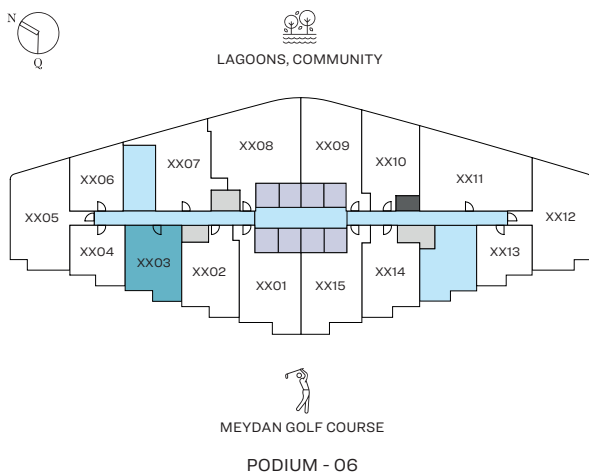 N
Q
LAGOONS, COMMUNITY
XX08 XX09
XX07 XX10
XX06 XX11
XX05 XX12
XX04 XX03 XX02 XX14 XX13
XX01 XX15
MEYDAN GOLF COURSE
PODIUM - 06